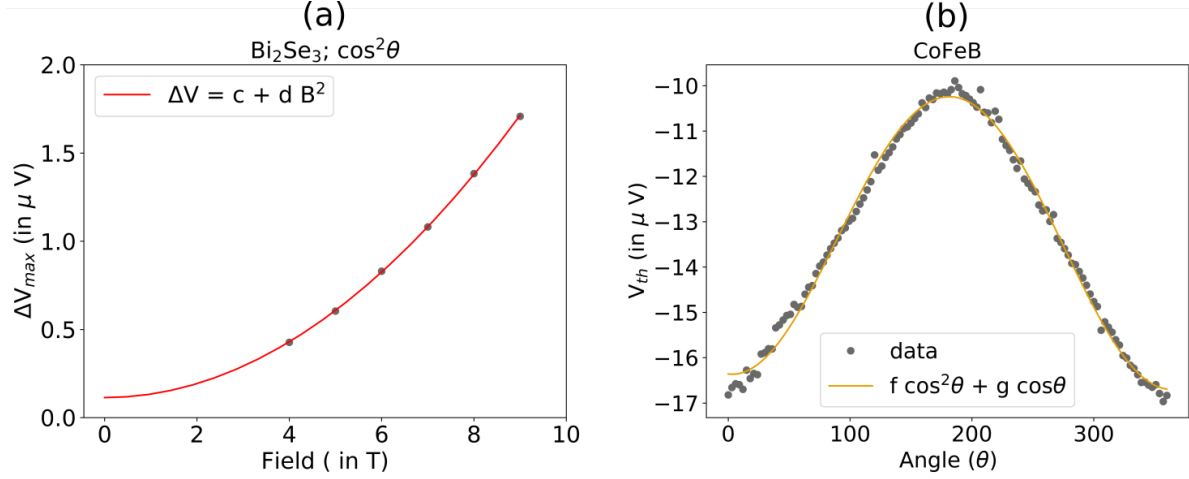 (a)
Bi₂Se₃; cos²θ
ΔV = c + d B²
2.0
1.5
1.0
0.5
0.0
ΔV_max (in μ V)
0
2
4
6
8
10
Field ( in T)
(b)
CoFeB
−10
−11
−12
−13
−14
−15
−16
−17
V_th (in μ V)
data
f cos²θ + g cosθ
0
100
200
300
Angle (θ)